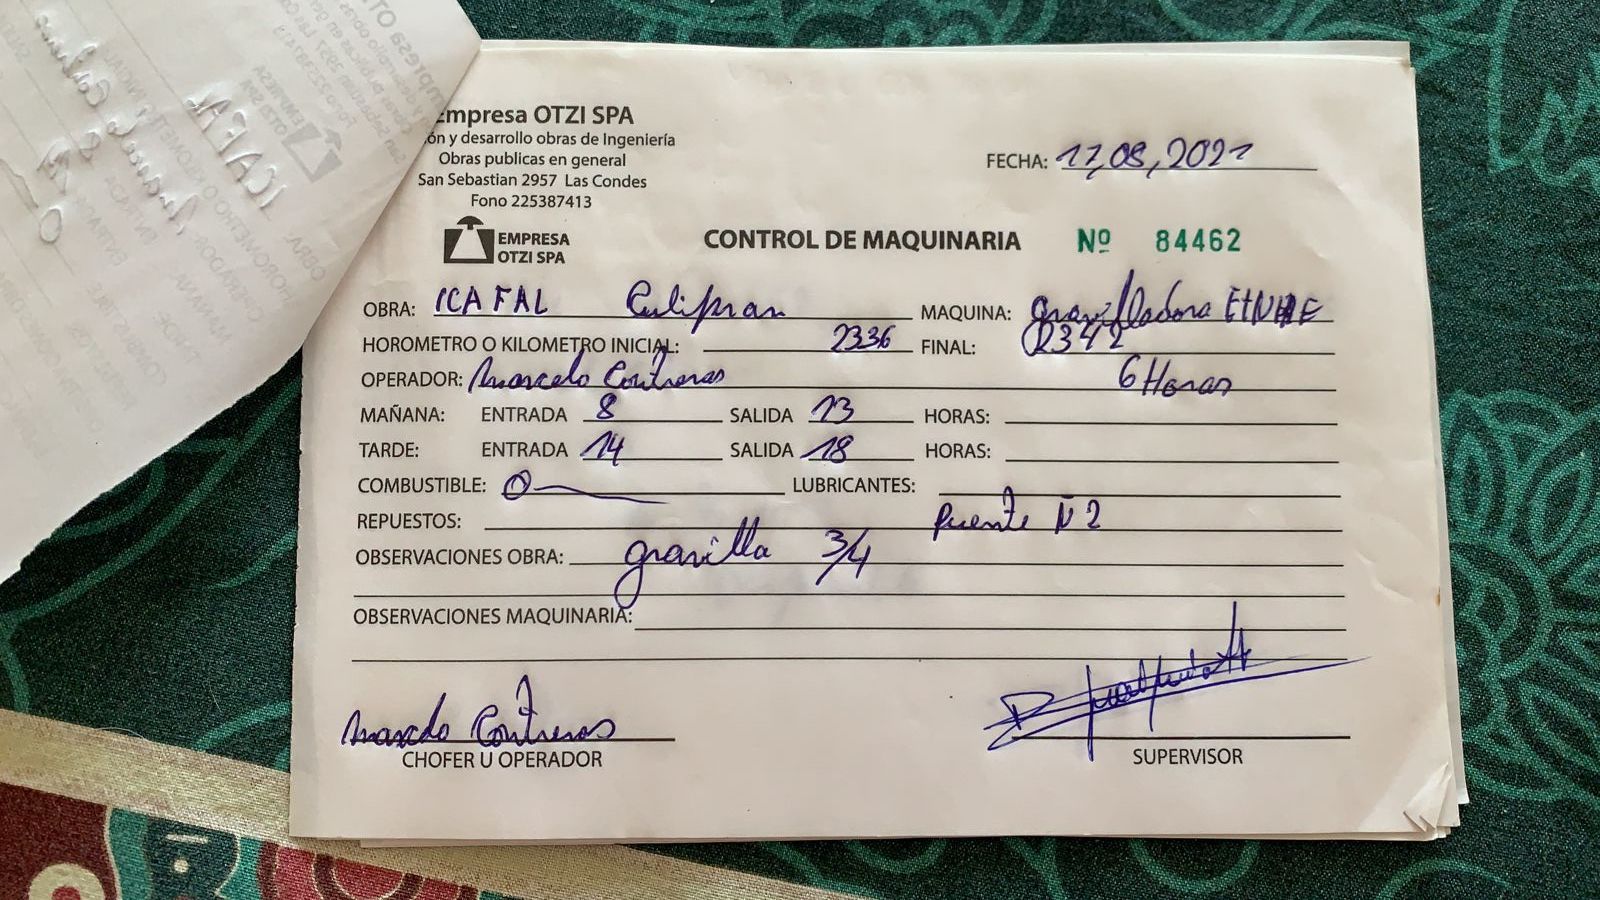 Empresa OTZI SPA
ón y desarrollo obras de Ingeniería
Obras publicas en general
San Sebastian 2957 Las Condes
Fono 225387413
FECHA: 17,08,2021
EMPRESA
OTZI SPA
CONTROL DE MAQUINARIA Nº 84462
OBRA: ICAFAL Culipran MAQUINA: Gravilladora
HOROMETRO O KILOMETRO INICIAL: 2336 FINAL: 2342
OPERADOR: Marcelo Contreras 6 Horas
MAÑANA: ENTRADA 8 SALIDA 13 HORAS:
TARDE: ENTRADA 14 SALIDA 18 HORAS:
COMBUSTIBLE: 0 LUBRICANTES:
REPUESTOS: Puente N 2
OBSERVACIONES OBRA: gravilla 3/4
OBSERVACIONES MAQUINARIA:
Marcelo Contreras
CHOFER U OPERADOR
SUPERVISOR